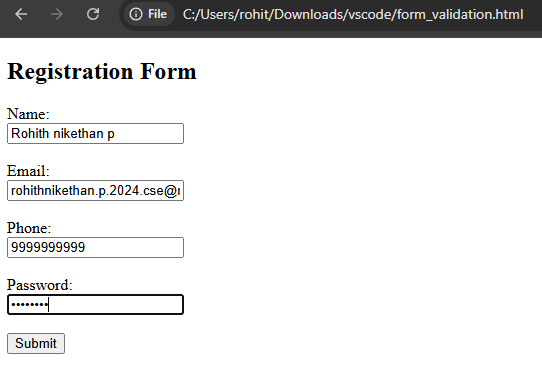 File C:/Users/rohit/Downloads/vscode/form_validation.html
Registration Form
Name:
Rohith nikethan p
Email:
rohithnikethan.p.2024.cse@
Phone:
9999999999
Password:
••••••••
Submit